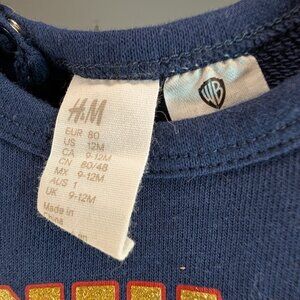 H&M
EUR 80
US 12M
CA 9-12M
CN 80/48
MX 9-12M
AUS 1
UK 9-12M
Made in
China
WB